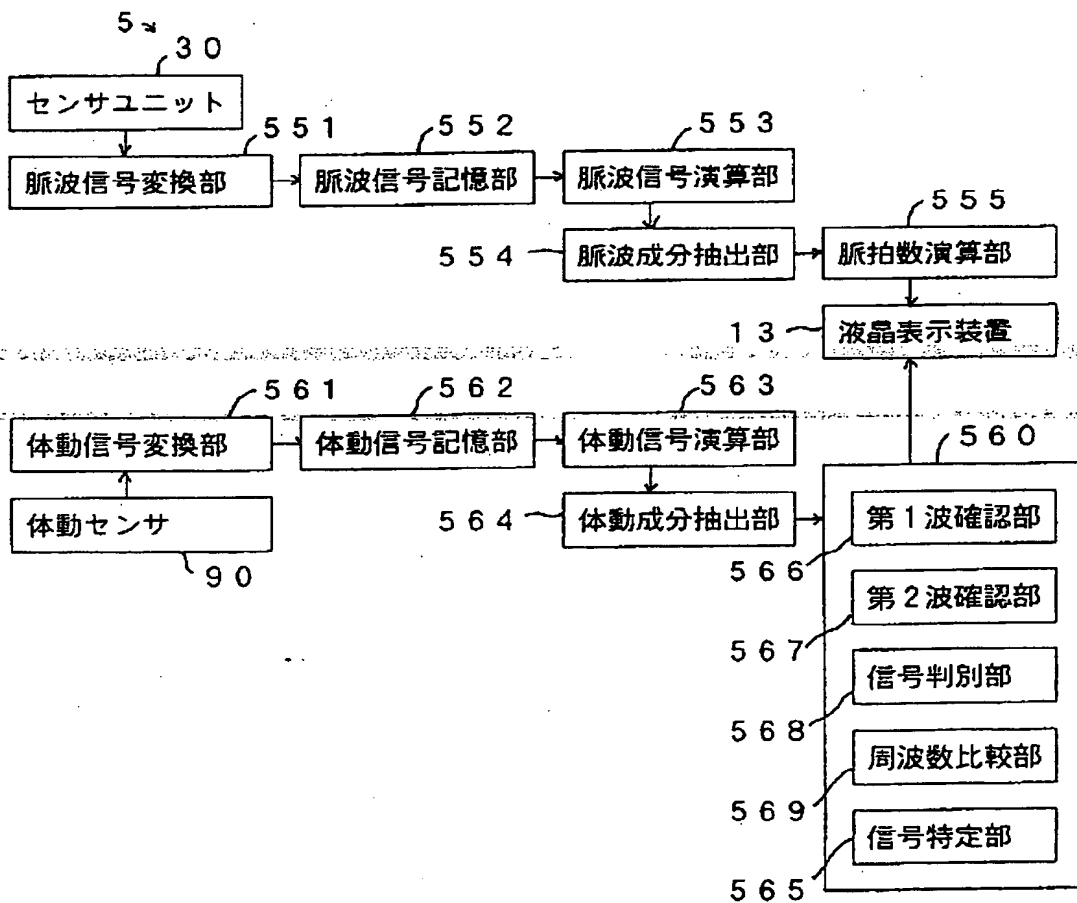 5
30
センサユニット
551
552
553
脈波信号変換部
脈波信号記憶部
脈波信号演算部
555
554
脈波成分抽出部
脈拍数演算部
13
液晶表示装置
561
562
563
体動信号変換部
体動信号記憶部
体動信号演算部
560
体動センサ
564
体動成分抽出部
第1波確認部
90
566
第2波確認部
567
信号判別部
568
周波数比較部
569
信号特定部
565